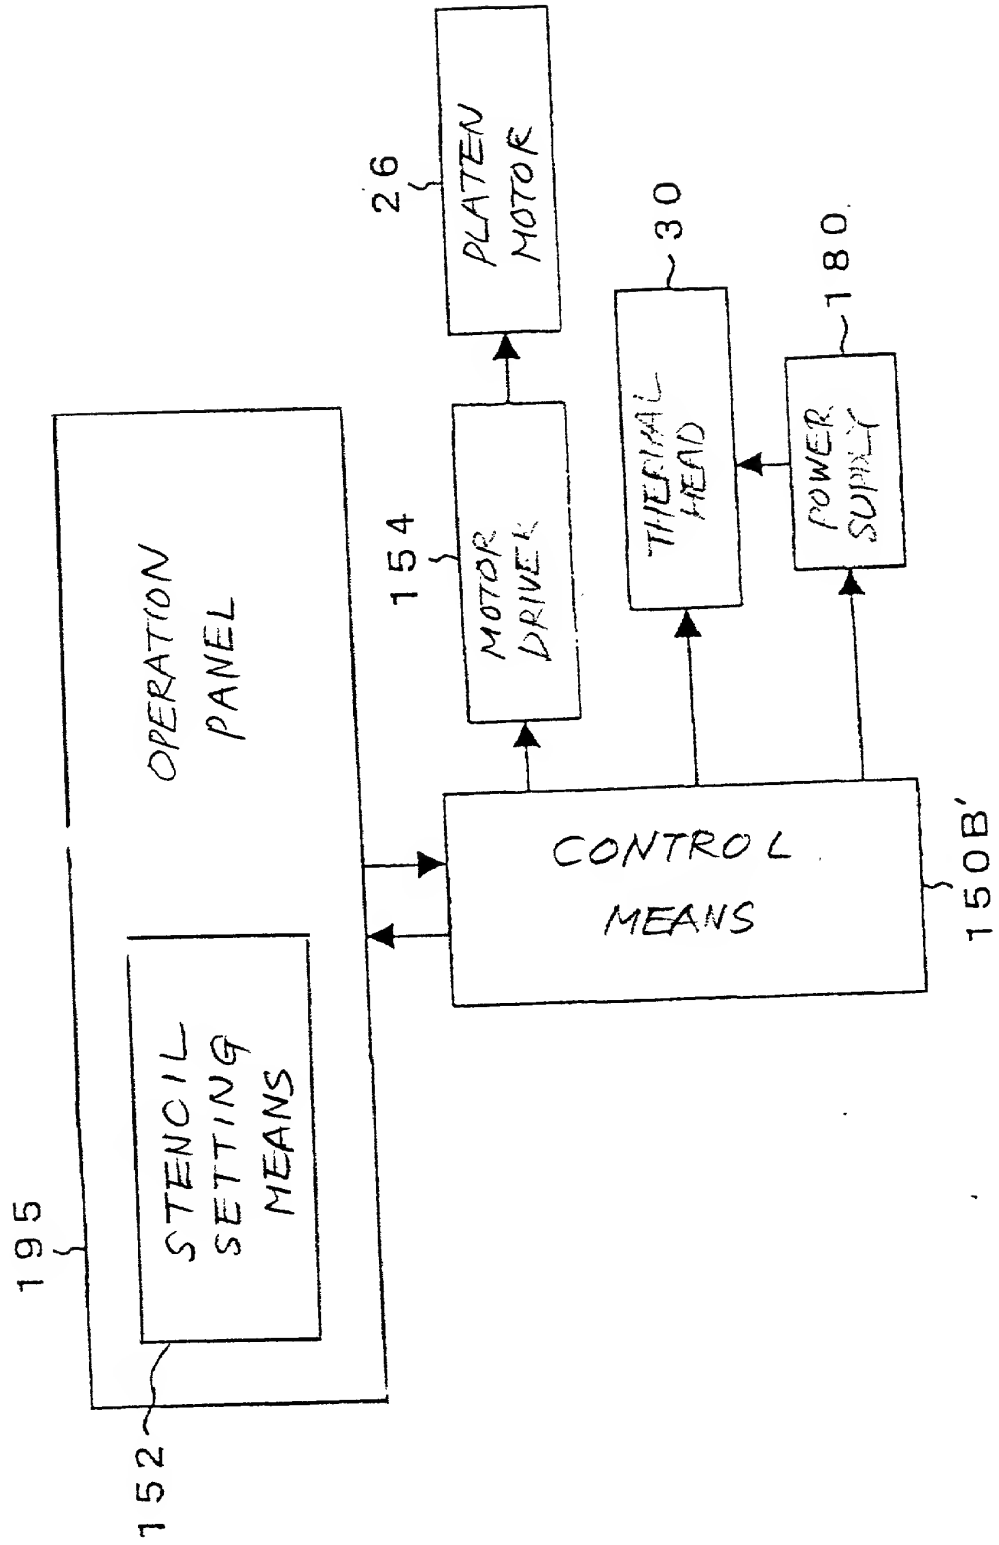 195
152
STENCIL
SETTING
MEANS
OPERATION
PANEL
CONTROL
MEANS
150B'
154
MOTOR
DRIVER
26
PLATEN
MOTOR
THERMAL
HEAD
30
POWER
SUPPLY
180